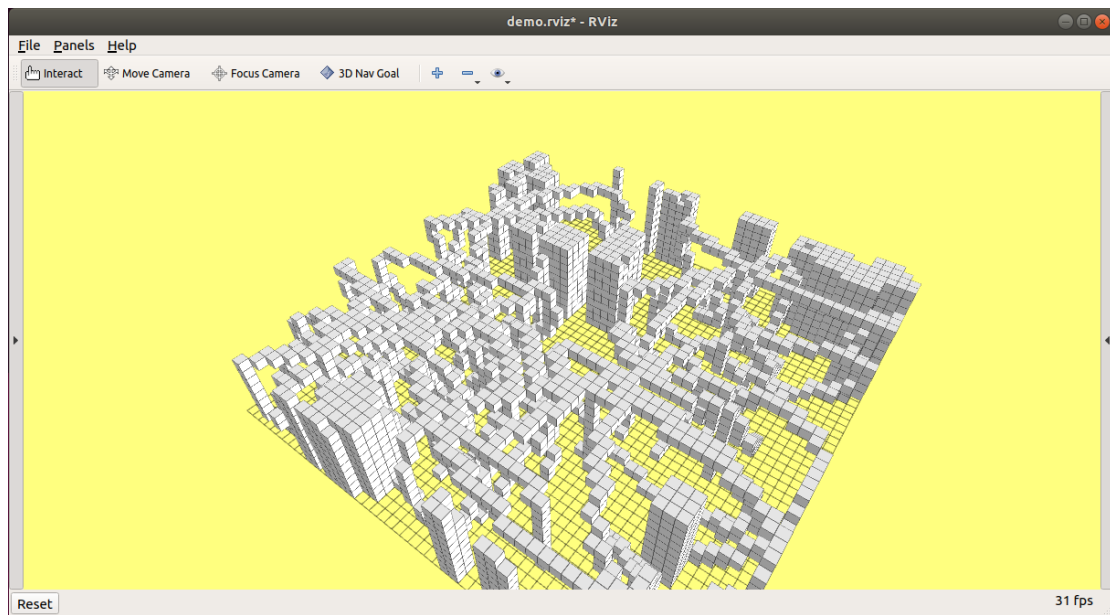 demo.rviz* - RViz
File Panels Help
Interact Move Camera Focus Camera 3D Nav Goal
Reset 31 fps